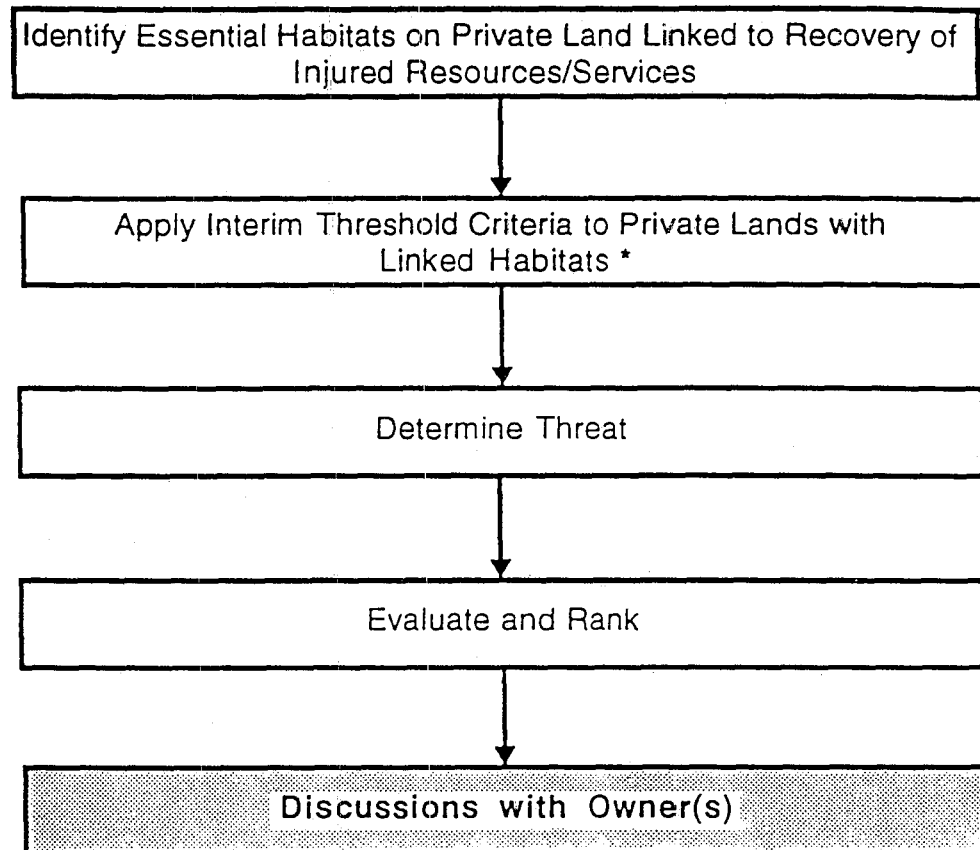 Identify Essential Habitats on Private Land Linked to Recovery of
Injured Resources/Services
Apply Interim Threshold Criteria to Private Lands with
Linked Habitats *
Determine Threat
Evaluate and Rank
Discussions with Owner(s)